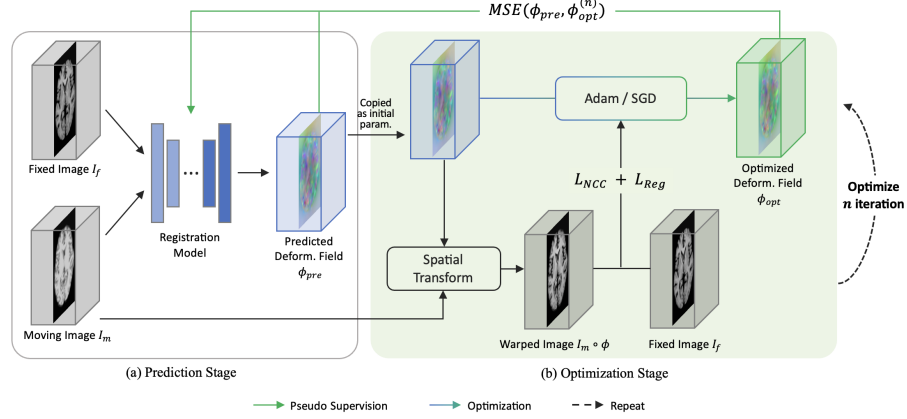 MSE(ϕ_pre, ϕ_opt^(n))
Fixed Image I_f
Moving Image I_m
Registration
Model
Predicted
Deform. Field
ϕ_pre
Copied
as initial
param.
Adam / SGD
L_NCC + L_Reg
Spatial
Transform
Warped Image I_m ∘ ϕ
Fixed Image I_f
Optimized
Deform. Field
ϕ_opt
Optimize
n iteration
(a) Prediction Stage
(b) Optimization Stage
Pseudo Supervision
Optimization
Repeat